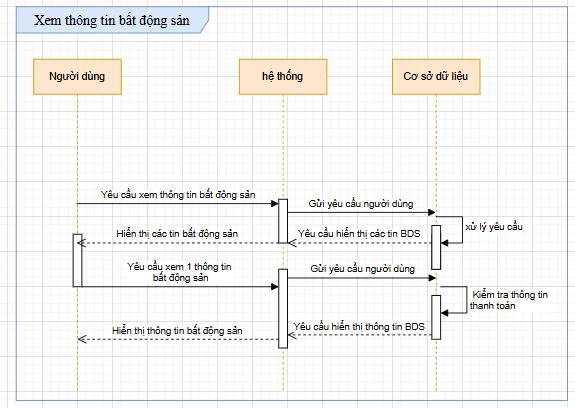 Xem thông tin bất động sản
Người dùng
hệ thống
Cơ sở dữ liệu
Yêu cầu xem thông tin bất động sản
Gửi yêu cầu người dùng
xử lý yêu cầu
Hiển thị các tin bất động sản
Yêu cầu hiển thị các tin BDS
Yêu cầu xem 1 thông tin
bất động sản
Gửi yêu cầu người dùng
Kiểm tra thông tin
thanh toán
Yêu cầu hiển thị thông tin BDS
Hiển thị thông tin bất động sản